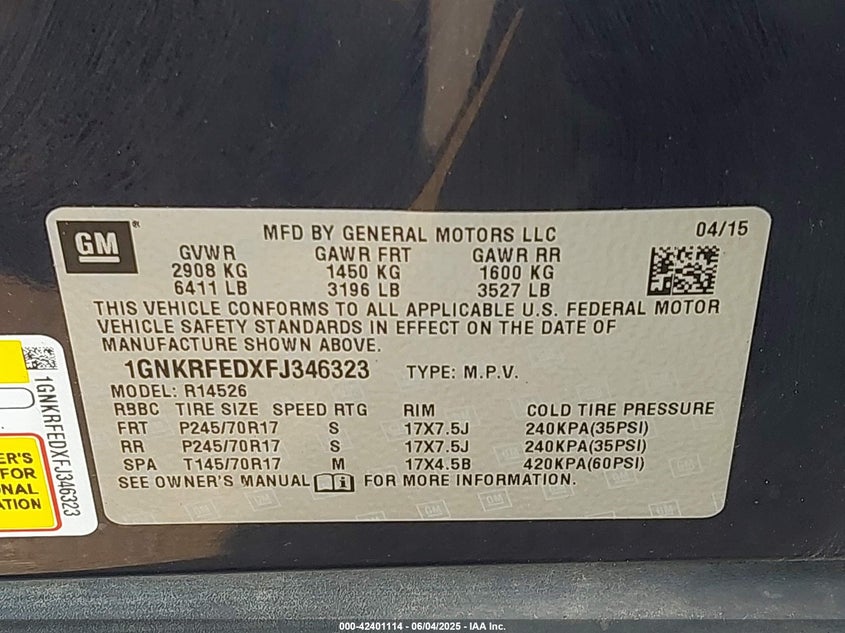 GM
MFD BY GENERAL MOTORS LLC 04/15
GVWR GAWR FRT GAWR RR
2908 KG 1450 KG 1600 KG
6411 LB 3196 LB 3527 LB
THIS VEHICLE CONFORMS TO ALL APPLICABLE U.S. FEDERAL MOTOR
VEHICLE SAFETY STANDARDS IN EFFECT ON THE DATE OF
MANUFACTURE SHOWN ABOVE.
1GNKRFEDXFJ346323 TYPE: M.P.V.
MODEL: R14526
RBBC TIRE SIZE SPEED RTG RIM COLD TIRE PRESSURE
FRT P245/70R17 S 17X7.5J 240KPA(35PSI)
RR P245/70R17 S 17X7.5J 240KPA(35PSI)
SPA T145/70R17 M 17X4.5B 420KPA(60PSI)
SEE OWNER'S MANUAL FOR MORE INFORMATION.
1GNKRFEDXFJ346323
ER'S
FOR
ONAL
ATION
000-42401114 - 06/04/2025 - IAA Inc.